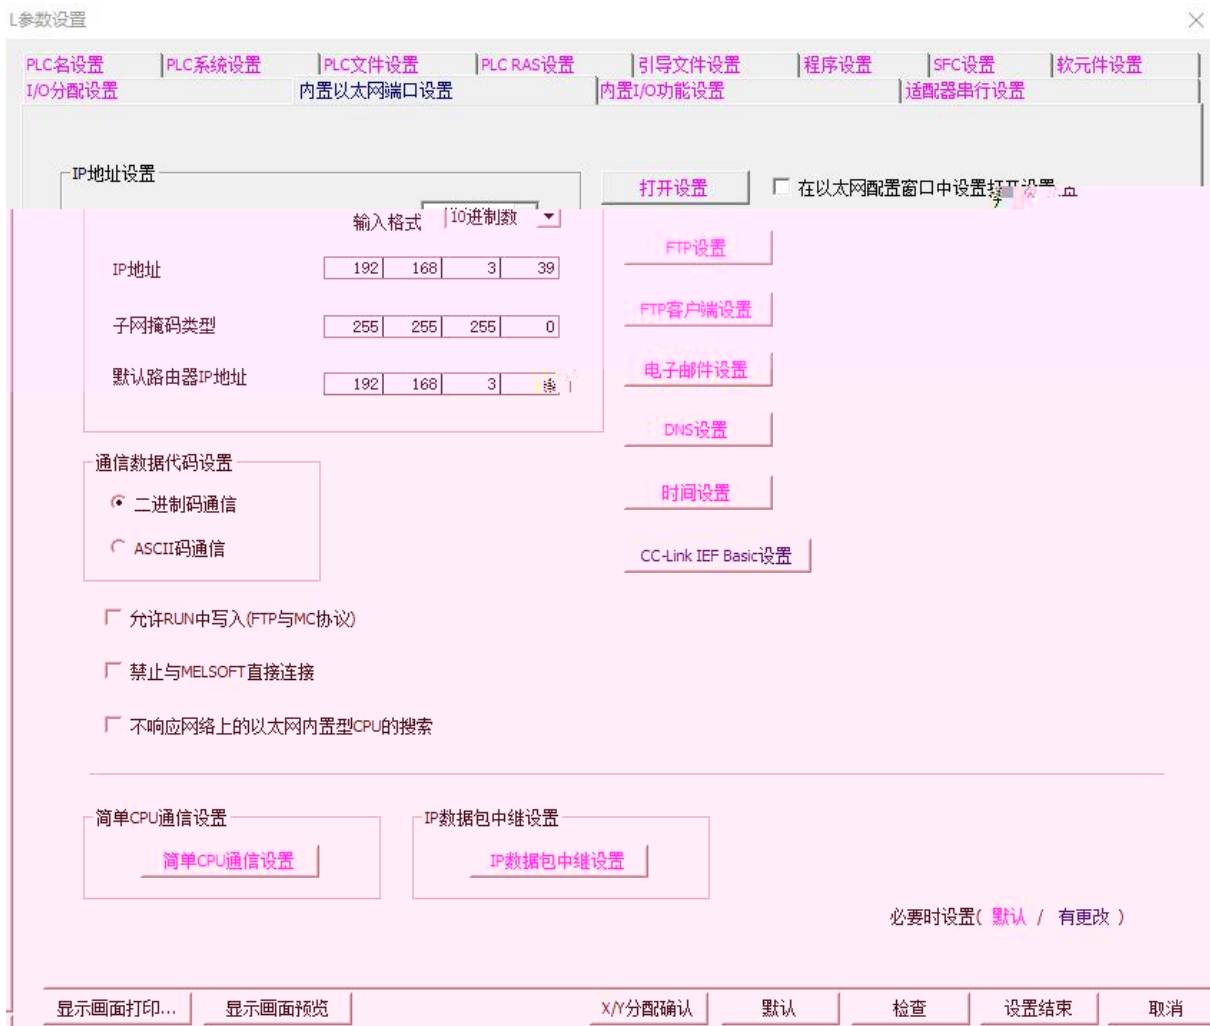 L参数设置
PLC名设置 PLC系统设置 PLC文件设置 PLC RAS设置 引导文件设置 程序设置 SFC设置 软元件设置
I/O分配设置 内置以太网端口设置 内置I/O功能设置 适配器串行设置
IP地址设置 打开设置 在以太网配置窗口中设置打开设置
输入格式 10进制数
FTP设置
IP地址 192 168 3 39
FTP客户端设置
子网掩码类型 255 255 255 0
电子邮件设置
默认路由器IP地址 192 168 3
DNS设置
通信数据代码设置
时间设置
二进制码通信
ASCII码通信
CC-Link IEF Basic设置
允许RUN中写入(FTP与MC协议)
禁止与MELSOFT直接连接
不响应网络上的以太网内置型CPU的搜索
简单CPU通信设置 IP数据包中继设置
简单CPU通信设置 IP数据包中继设置
必要时设置( 默认 / 有更改 )
显示画面打印... 显示画面预览 X/Y分配确认 默认 检查 设置结束 取消